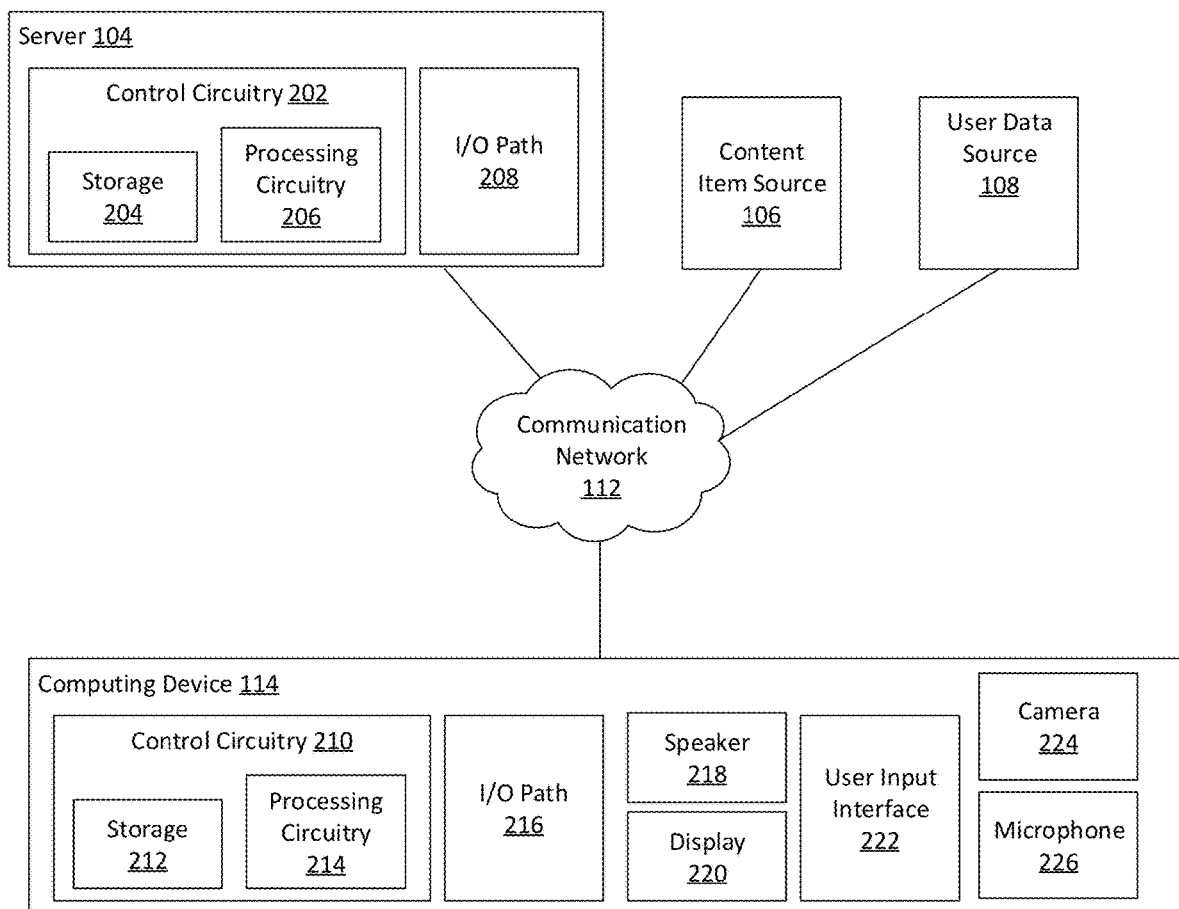 Server 104
Control Circuitry 202
Storage
204
Processing
Circuitry
206
I/O Path
208
Content
Item Source
106
User Data
Source
108
Communication
Network
112
Computing Device 114
Control Circuitry 210
Storage
212
Processing
Circuitry
214
I/O Path
216
Speaker
218
Display
220
User Input
Interface
222
Camera
224
Microphone
226